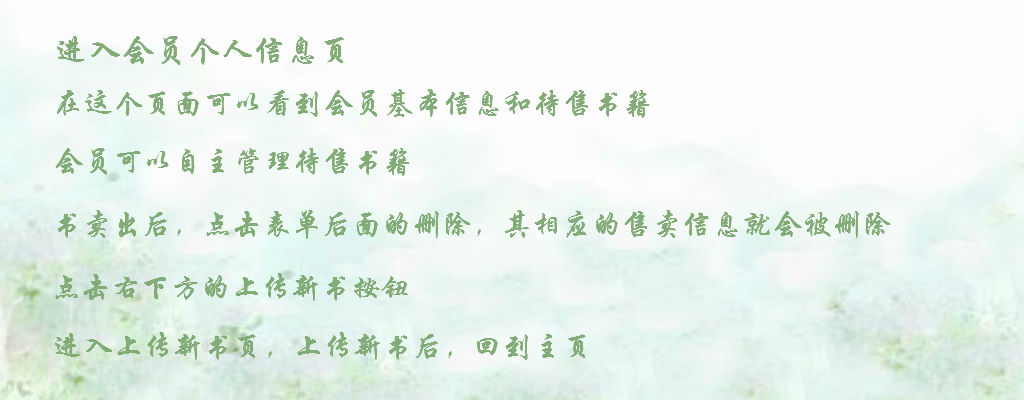 进入会员个人信息页
在这个页面可以看到会员基本信息和待售书籍
会员可以自主管理待售书籍
书卖出后，点击表单后面的删除，其相应的售卖信息就会被删除
点击右下方的上传新书按钮
进入上传新书页，上传新书后，回到主页